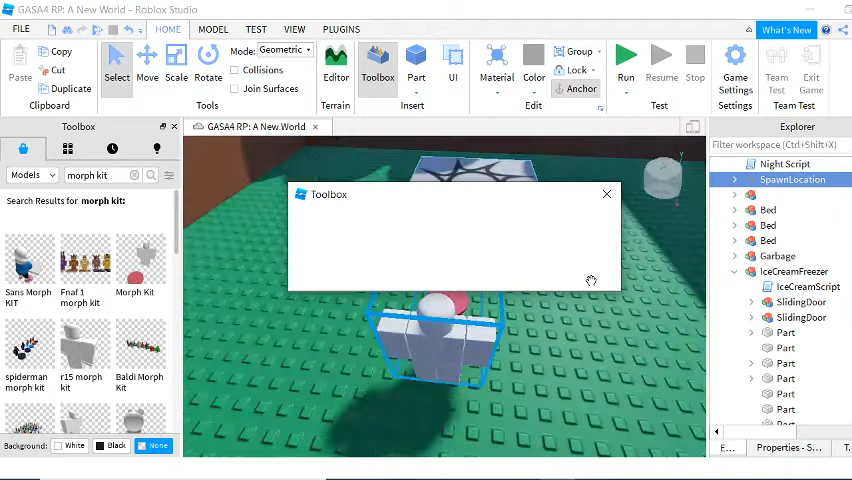 GASA4 RP: A New World - Roblox Studio
FILE HOME MODEL TEST VIEW PLUGINS What's New
Paste Copy Cut Duplicate
Select Move Scale Rotate
Mode: Geometric
Collisions
Join Surfaces
Editor Toolbox Part UI
Material Color
Group
Lock
Anchor
Run Resume Stop
Game Settings
Team Test
Exit Game
Clipboard Tools Terrain Insert Edit Test Settings Team Test
Toolbox
GASA4 RP: A New World
Explorer
Models morph kit
Search Results for morph kit:
Sans Morph KIT
Fnaf 1 morph kit
Morph Kit
spiderman morph kit
r15 morph kit
Baldi Morph Kit
Background: White Black None
Toolbox
Filter workspace (Ctrl+Shift+X)
Night Script
SpawnLocation
Bed
Bed
Bed
Garbage
IceCreamFreezer
IceCreamScript
SlidingDoor
SlidingDoor
Part
Part
Part
Part
Part
Part
E... Properties - S... T.